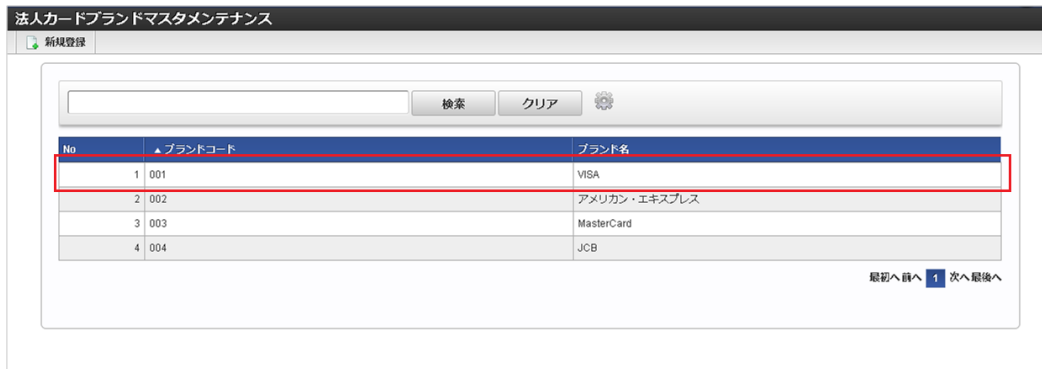 法人カードブランドマスタメンテナンス
新規登録
検索 クリア
No ▲ブランドコード ブランド名
1 001 VISA
2 002 アメリカン・エキスプレス
3 003 MasterCard
4 004 JCB
最初へ 前へ 1 次へ 最後へ